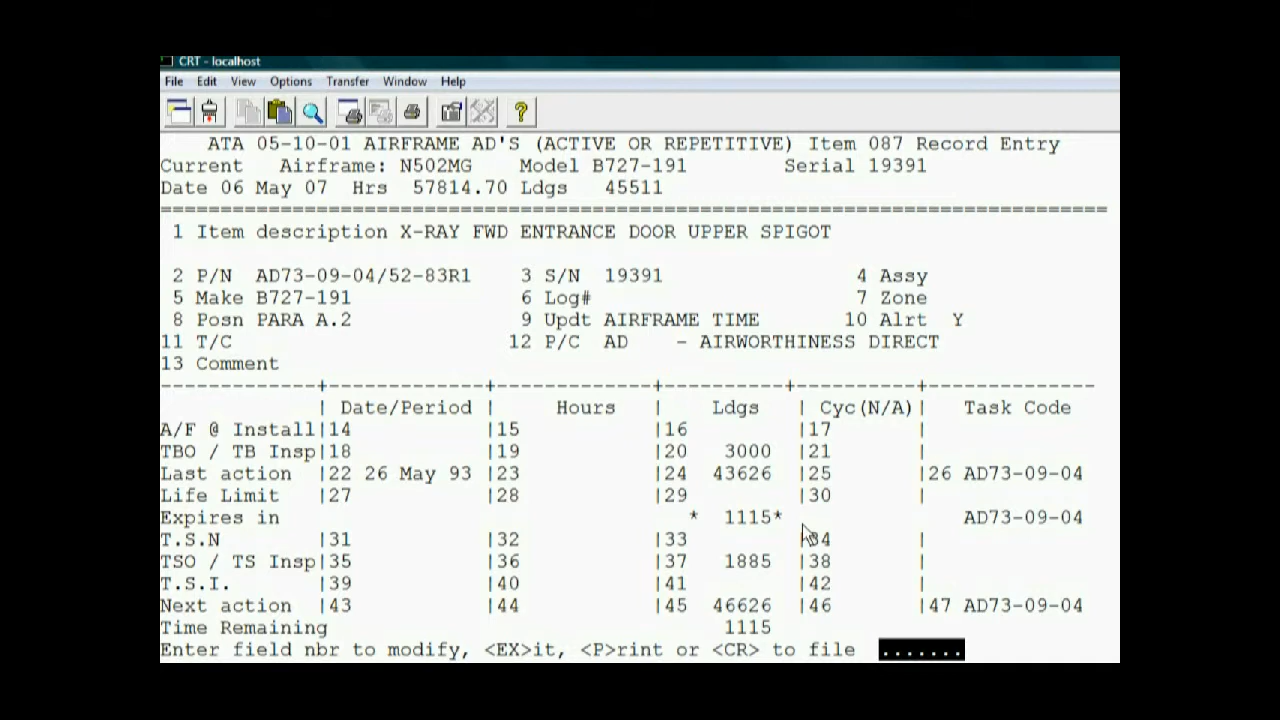 CRT - localhost
File Edit View Options Transfer Window Help
ATA 05-10-01 AIRFRAME AD'S (ACTIVE OR REPETITIVE) Item 087 Record Entry
Current Airframe: N502MG Model B727-191 Serial 19391
Date 06 May 07 Hrs 57814.70 Ldgs 45511
===============================================================================
1 Item description X-RAY FWD ENTRANCE DOOR UPPER SPIGOT
2 P/N AD73-09-04/52-83R1 3 S/N 19391 4 Assy
5 Make B727-191 6 Log# 7 Zone
8 Posn PARA A.2 9 Updt AIRFRAME TIME 10 Alrt Y
11 T/C 12 P/C AD - AIRWORTHINESS DIRECT
13 Comment
-------------+-------------+-------------+----------+----------+--------------
| Date/Period | Hours | Ldgs | Cyc(N/A)| Task Code
A/F @ Install|14 |15 |16 |17 |
TBO / TB Insp|18 |19 |20 3000 |21 |
Last action |22 26 May 93 |23 |24 43626 |25 |26 AD73-09-04
Life Limit |27 |28 |29 |30 |
Expires in * 1115* AD73-09-04
T.S.N |31 |32 |33 |34 |
TSO / TS Insp|35 |36 |37 1885 |38 |
T.S.I. |39 |40 |41 |42 |
Next action |43 |44 |45 46626 |46 |47 AD73-09-04
Time Remaining 1115
Enter field nbr to modify, <EX>it, <P>rint or <CR> to file .......